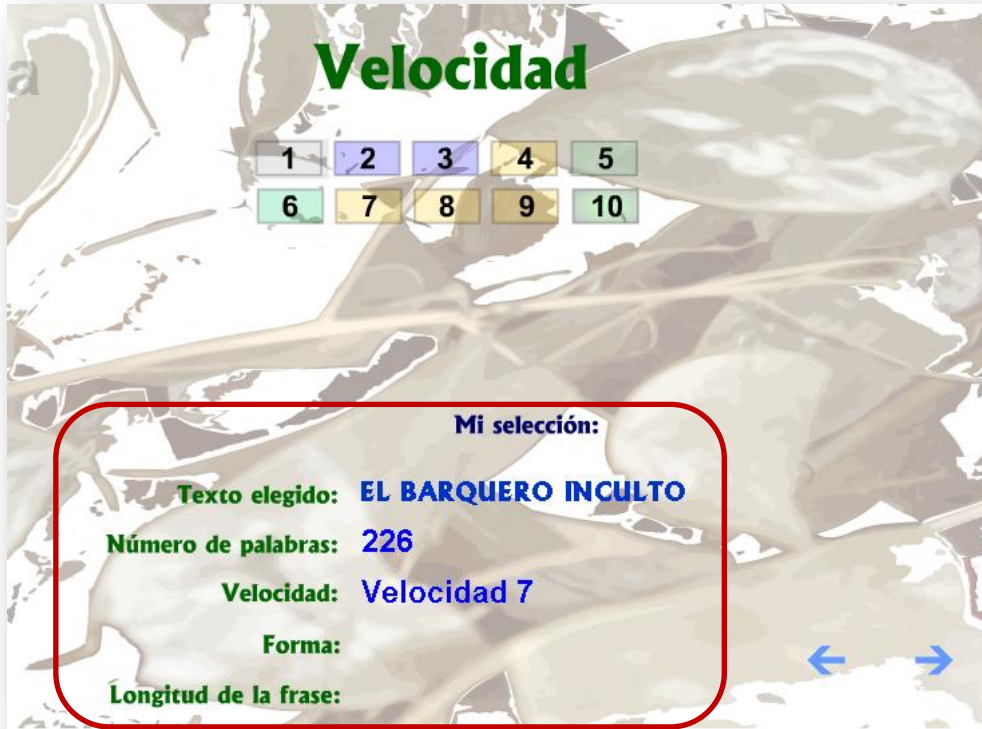 a
Velocidad
1 2 3 4 5
6 7 8 9 10
Mi selección:
Texto elegido: EL BARQUERO INCULTO
Número de palabras: 226
Velocidad: Velocidad 7
Forma:
Longitud de la frase: